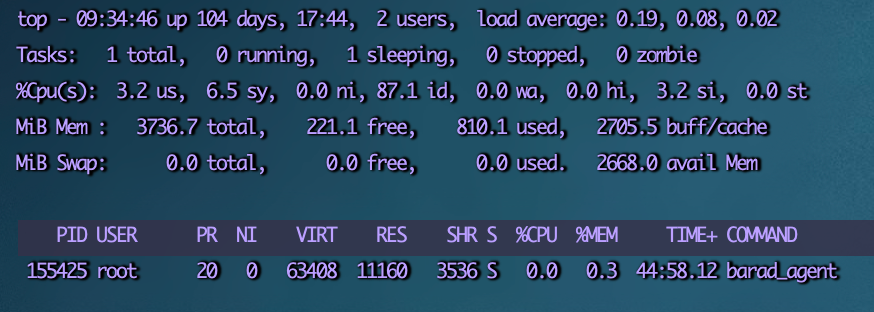 top - 09:34:46 up 104 days, 17:44,  2 users,  load average: 0.19, 0.08, 0.02
Tasks:   1 total,   0 running,   1 sleeping,   0 stopped,   0 zombie
%Cpu(s):  3.2 us,  6.5 sy,  0.0 ni, 87.1 id,  0.0 wa,  0.0 hi,  3.2 si,  0.0 st
MiB Mem :   3736.7 total,    221.1 free,    810.1 used,   2705.5 buff/cache
MiB Swap:      0.0 total,      0.0 free,      0.0 used.   2668.0 avail Mem
PID USER      PR  NI    VIRT    RES    SHR S  %CPU  %MEM     TIME+ COMMAND
155425 root      20   0   63408  11160   3536 S   0.0   0.3  44:58.12 barad_agent